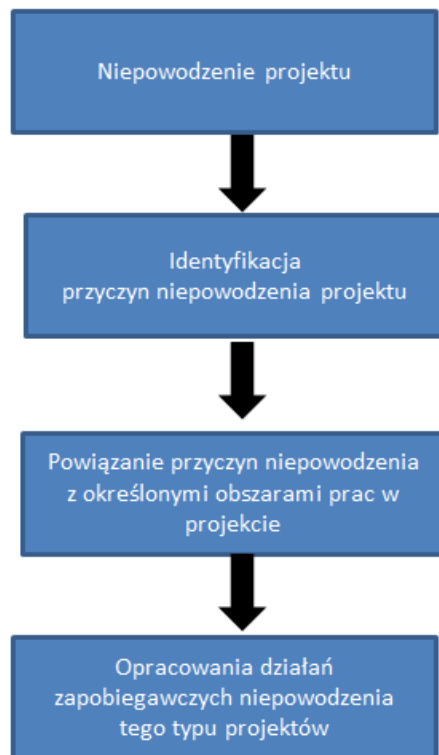 Niepowodzenie projektu
Identyfikacja
przyczyn niepowodzenia projektu
Powiązanie przyczyn niepowodzenia
z określonymi obszarami prac w
projekcie
Opracowania działań
zapobiegawczych niepowodzenia
tego typu projektów